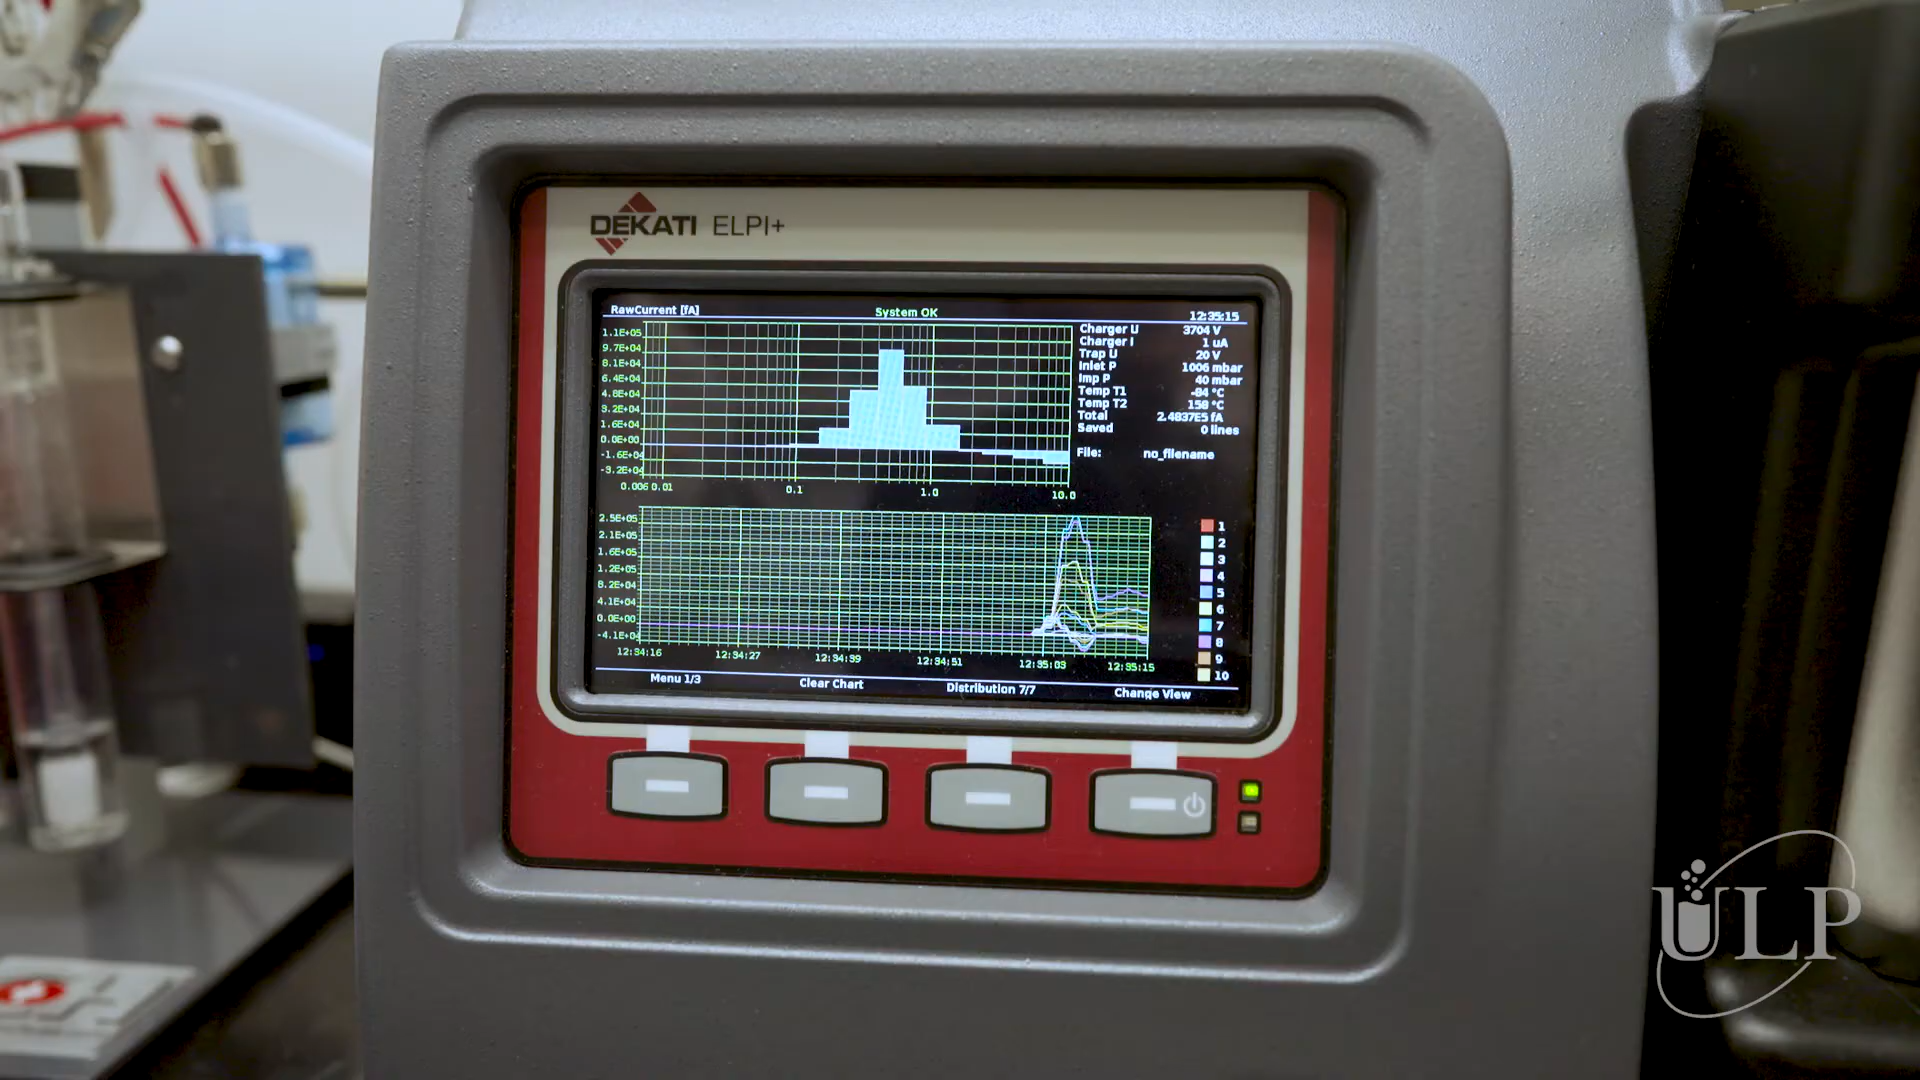 DEKATI ELPI+
RawCurrent [fA] System OK 12:35:15
1.1E+05
9.7E+04
8.1E+04
6.4E+04
4.8E+04
3.2E+04
1.6E+04
0.0E+00
-1.6E+04
-3.2E+04
0.006 0.01 0.1 1.0 10.0
Charger U 3704 V
Charger I 1 uA
Trap U 20 V
Inlet P 1006 mbar
Imp P 40 mbar
Temp T1 -84 °C
Temp T2 158 °C
Total 2.4837E5 fA
Saved 0 lines
File: no_filename
2.5E+05
2.1E+05
1.6E+05
1.2E+05
8.2E+04
4.1E+04
0.0E+00
-4.1E+04
12:34:16 12:34:27 12:34:39 12:34:51 12:35:03 12:35:15
1
2
3
4
5
6
7
8
9
10
Menu 1/3 Clear Chart Distribution 7/7 Change View
ULP